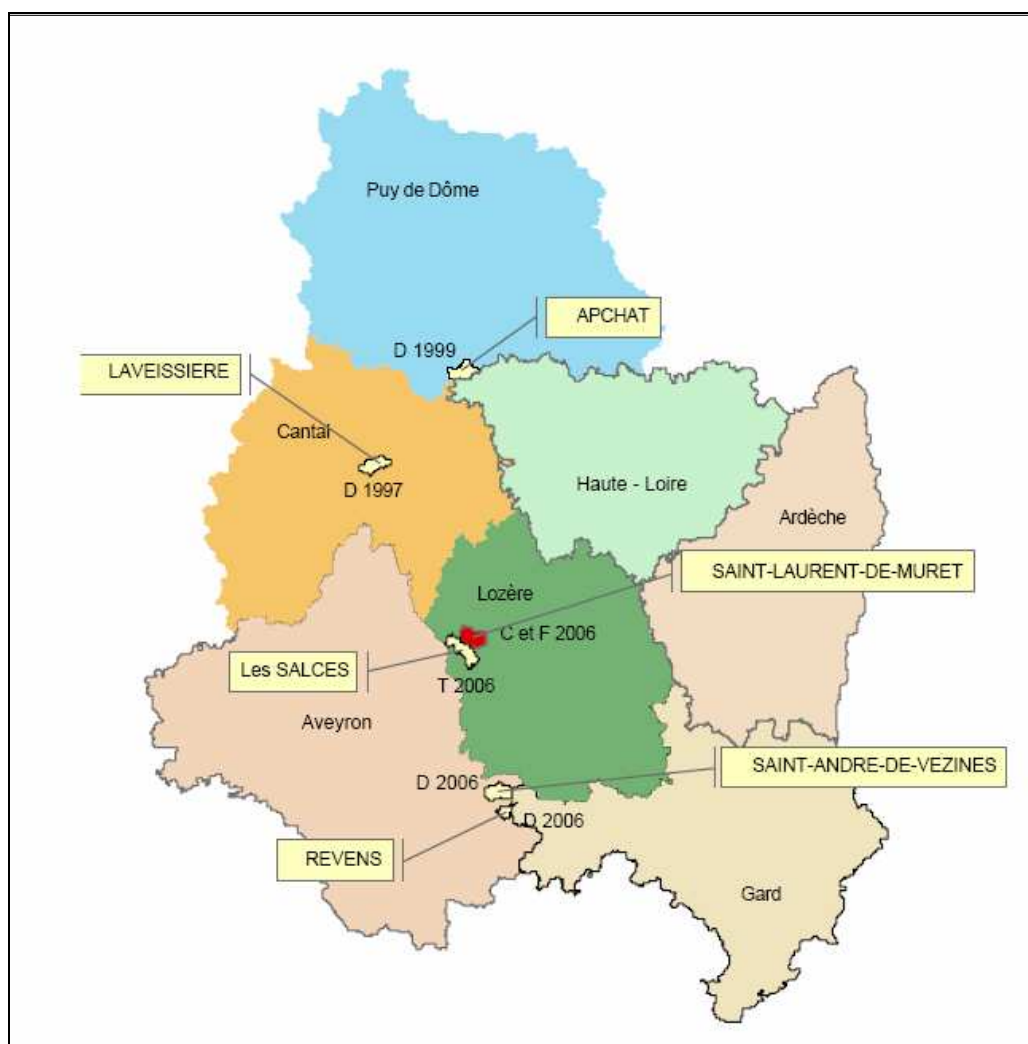 Puy de Dôme
APCHAT
D 1999
LAVEISSIERE
Cantal
D 1997
Haute - Loire
Ardèche
SAINT-LAURENT-DE-MURET
Lozère
C et F 2006
Les SALCES
T 2006
Aveyron
SAINT-ANDRE-DE-VEZINES
D 2006
D 2006
REVENS
Gard